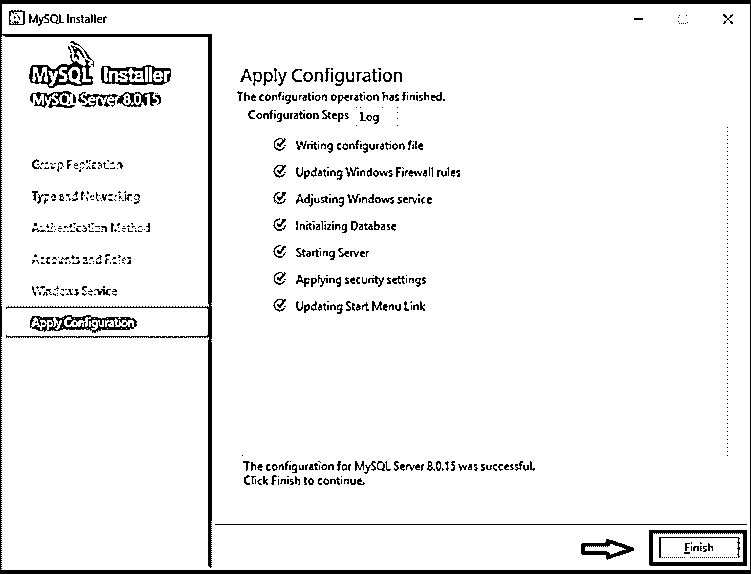 MySQL Installer
MySQL Installer
MySQL Server 8.0.15
Group Replication
Type and Networking
Authentication Method
Accounts and Roles
Windows Service
Apply Configuration
Apply Configuration
The configuration operation has finished.
Configuration Steps Log
Writing configuration file
Updating Windows Firewall rules
Adjusting Windows service
Initializing Database
Starting Server
Applying security settings
Updating Start Menu Link
The configuration for MySQL Server 8.0.15 was successful.
Click Finish to continue.
Finish